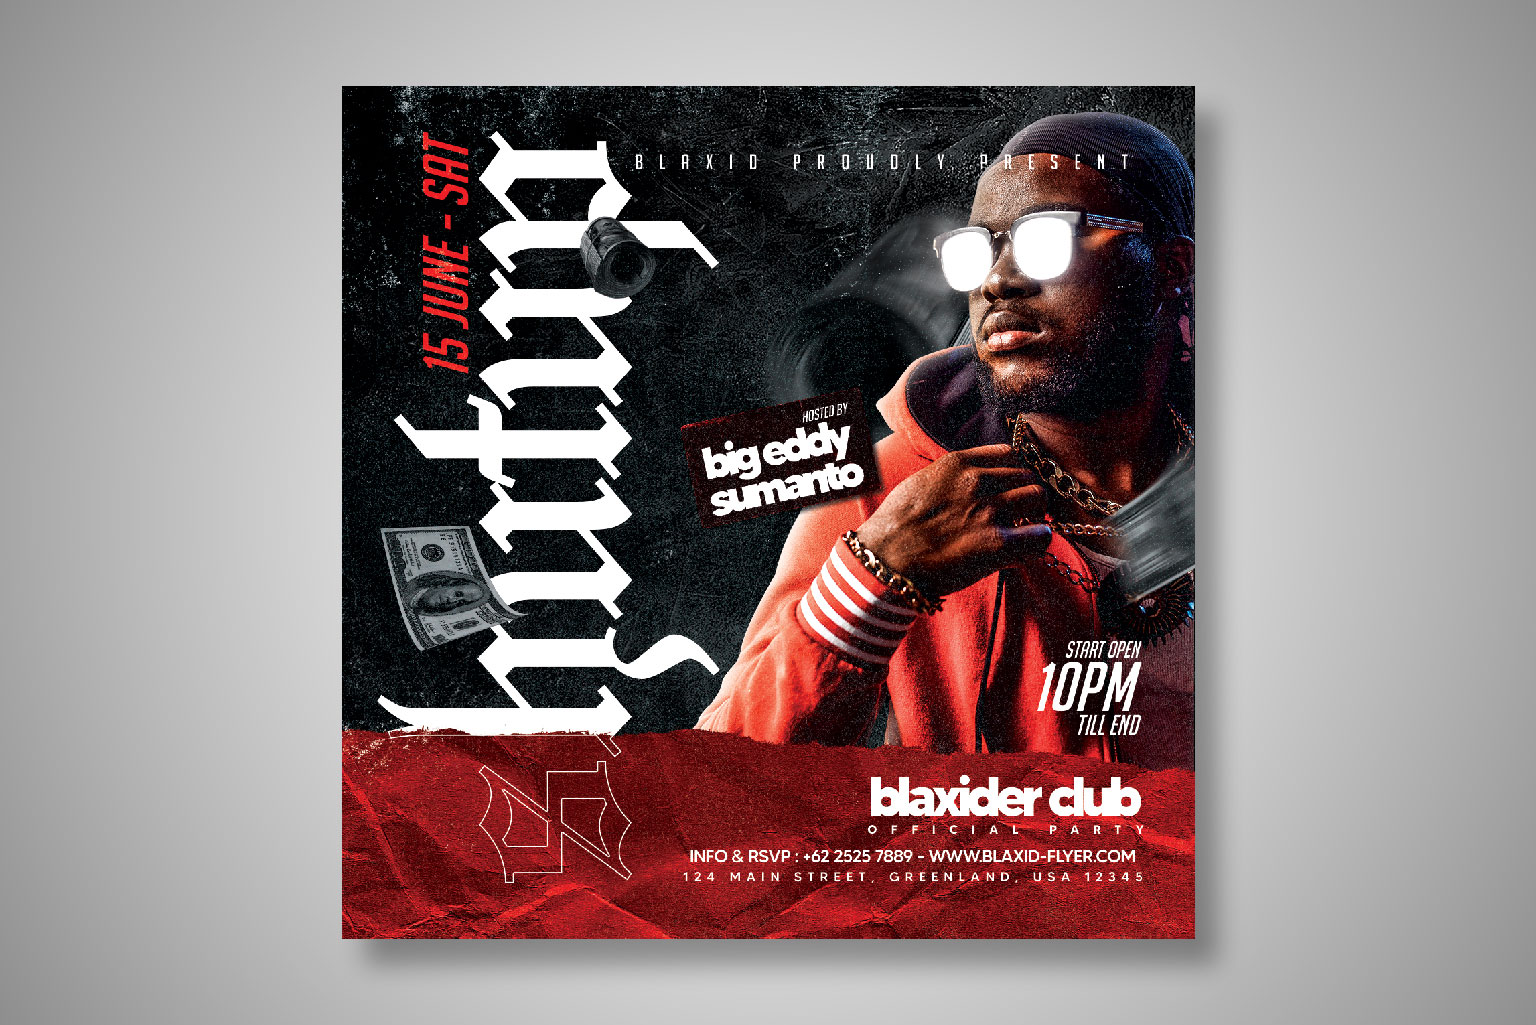 15 JUNE - SAT
BLAXID PROUDLY PRESENT
HOSTED BY
big eddy
sumanto
START OPEN
10PM
TILL END
blaxider club
OFFICIAL PARTY
INFO & RSVP : +62 2525 7889 - WWW.BLAXID-FLYER.COM
124 MAIN STREET, GREENLAND, USA 12345